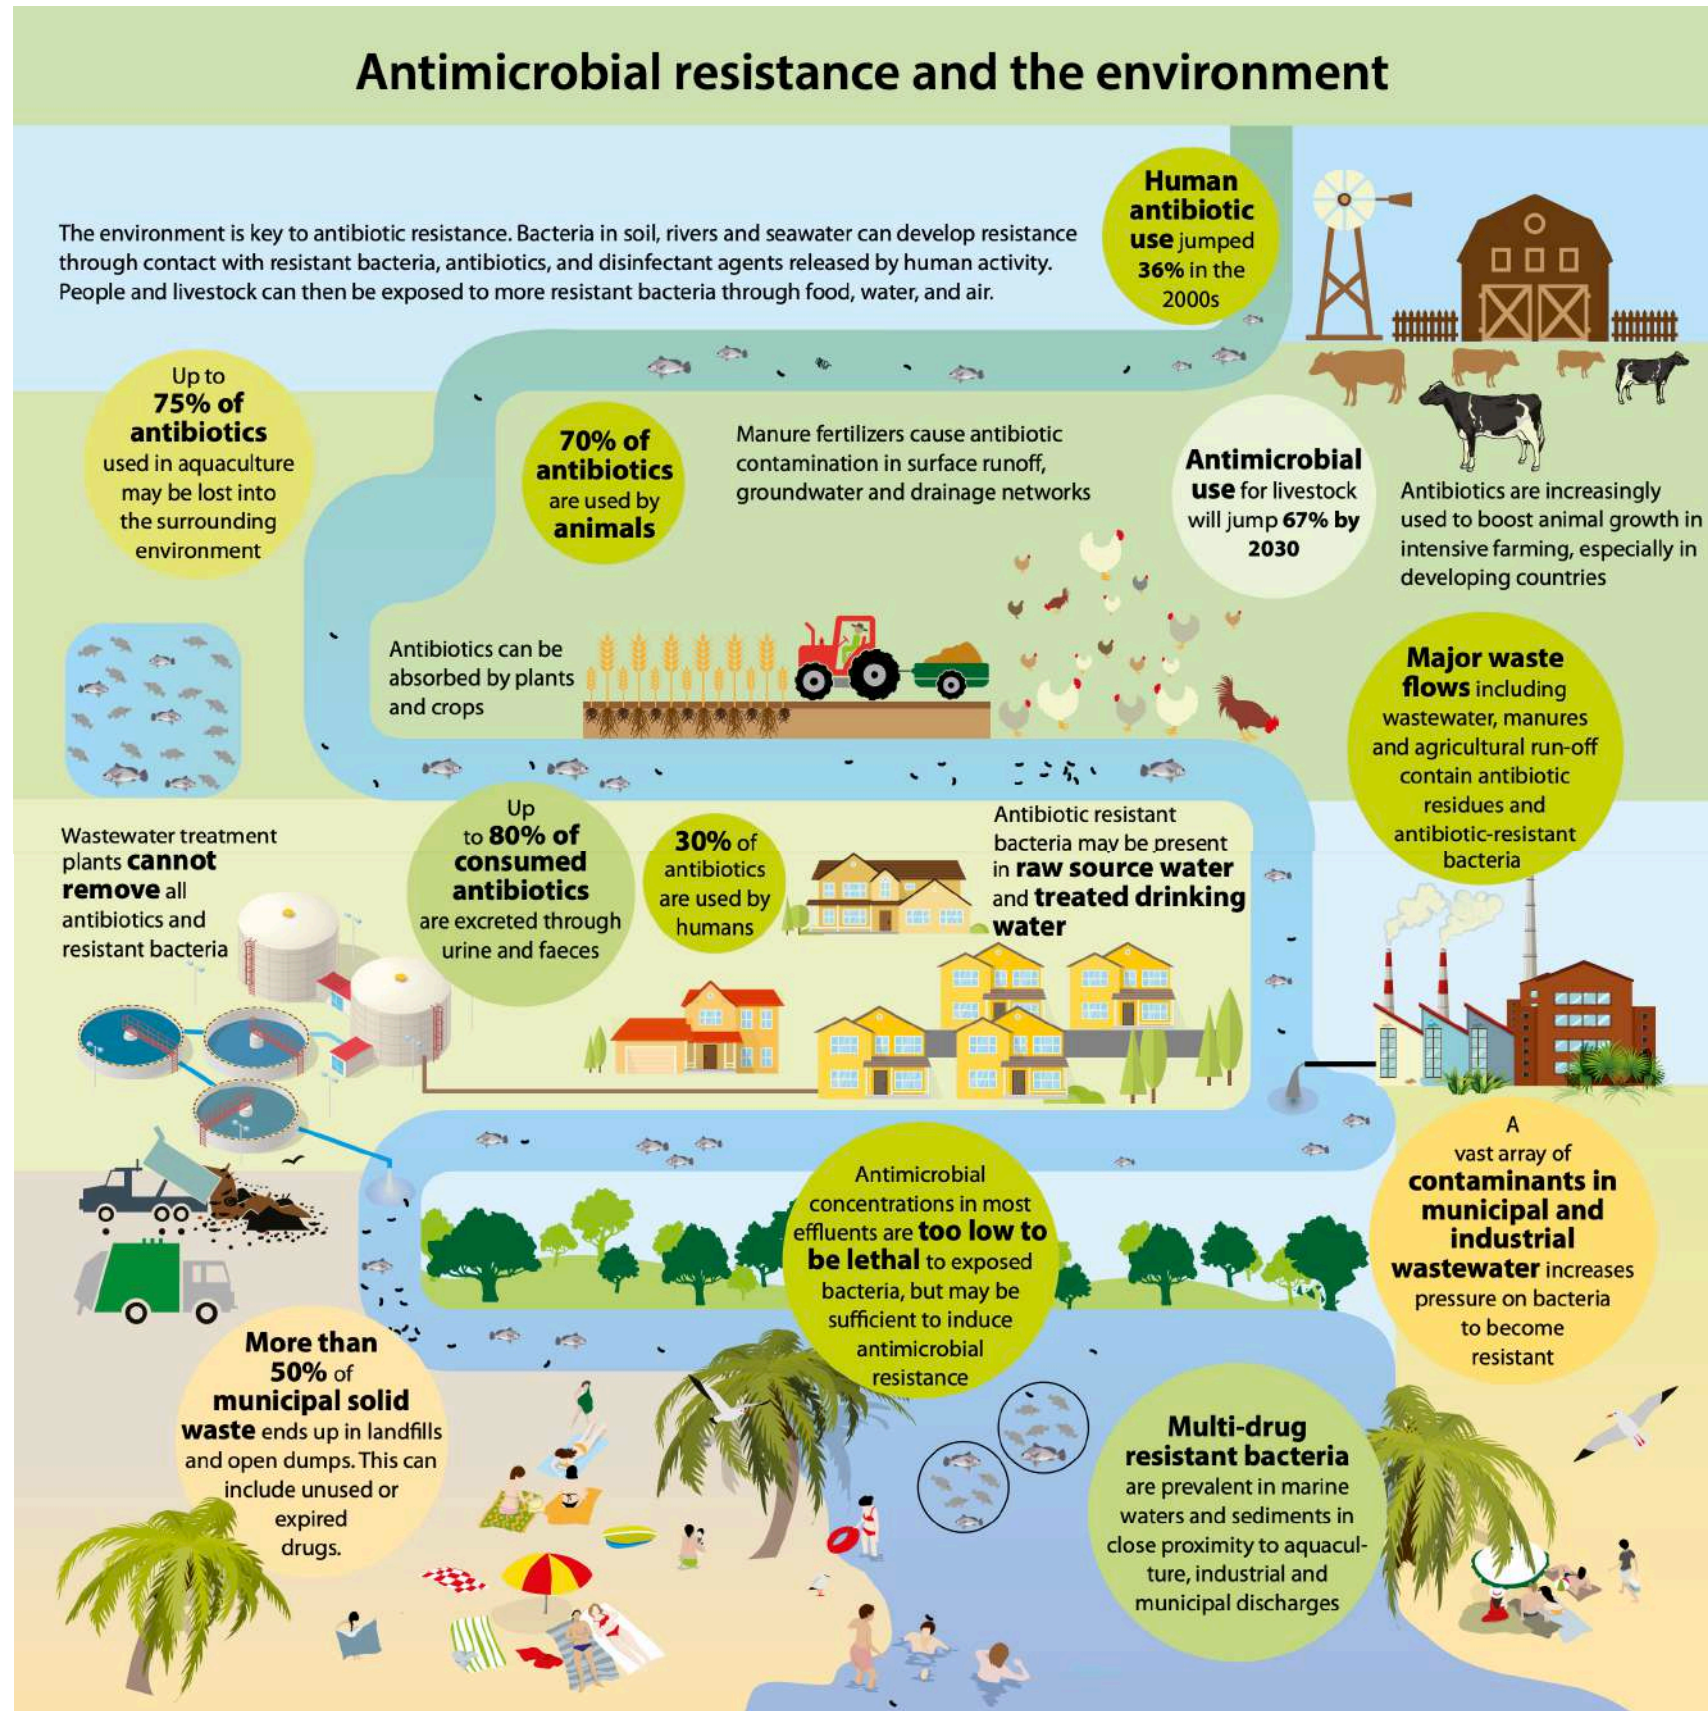 Antimicrobial resistance and the environment
The environment is key to antibiotic resistance. Bacteria in soil, rivers and seawater can develop resistance
through contact with resistant bacteria, antibiotics, and disinfectant agents released by human activity.
People and livestock can then be exposed to more resistant bacteria through food, water, and air.
Human
antibiotic
use jumped
36% in the
2000s
Up to
75% of
antibiotics
used in aquaculture
may be lost into
the surrounding
environment
70% of
antibiotics
are used by
animals
Manure fertilizers cause antibiotic
contamination in surface runoff,
groundwater and drainage networks
Antimicrobial
use for livestock
will jump 67% by
2030
Antibiotics are increasingly
used to boost animal growth in
intensive farming, especially in
developing countries
Antibiotics can be
absorbed by plants
and crops
Major waste
flows including
wastewater, manures
and agricultural run-off
contain antibiotic
residues and
antibiotic-resistant
bacteria
Wastewater treatment
plants cannot
remove all
antibiotics and
resistant bacteria
Up
to 80% of
consumed
antibiotics
are excreted through
urine and faeces
30% of
antibiotics
are used by
humans
Antibiotic resistant
bacteria may be present
in raw source water
and treated drinking
water
Antimicrobial
concentrations in most
effluents are too low to
be lethal to exposed
bacteria, but may be
sufficient to induce
antimicrobial
resistance
A
vast array of
contaminants in
municipal and
industrial
wastewater increases
pressure on bacteria
to become
resistant
More than
50% of
municipal solid
waste ends up in landfills
and open dumps. This can
include unused or
expired
drugs.
Multi-drug
resistant bacteria
are prevalent in marine
waters and sediments in
close proximity to aquacul-
ture, industrial and
municipal discharges